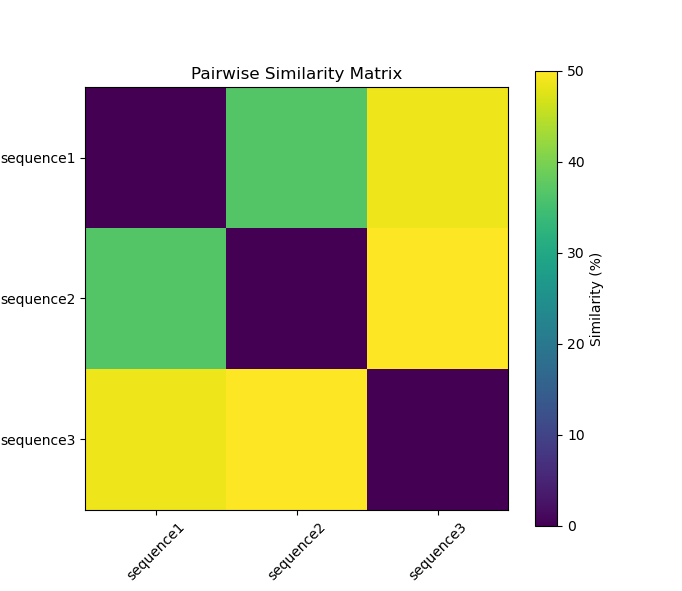 Pairwise Similarity Matrix
sequence1
sequence2
sequence3
sequence1
sequence2
sequence3
50
40
30
20
10
0
Similarity (%)